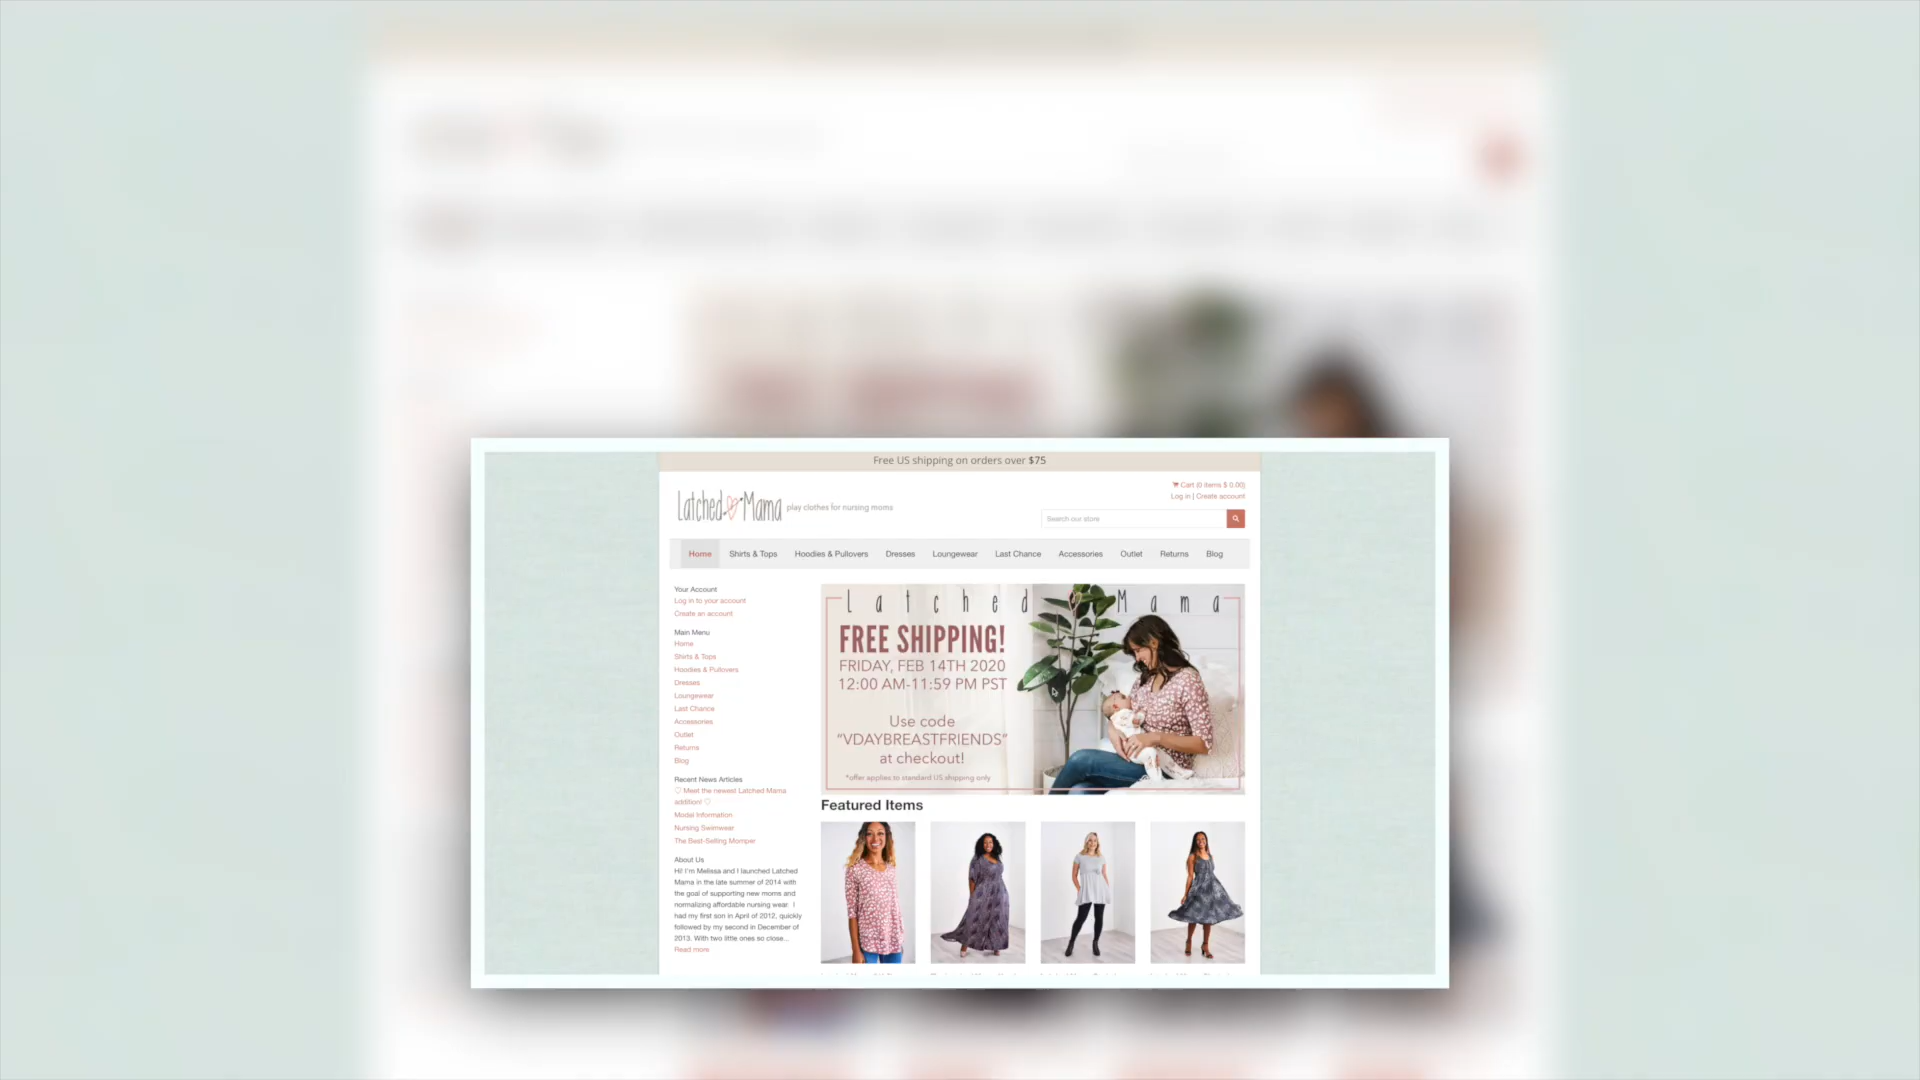 Free US shipping on orders over $75
Latched Mama play clothes for nursing moms
Cart (0 items $ 0.00)
Log in | Create account
Search our store
Home Shirts & Tops Hoodies & Pullovers Dresses Loungewear Last Chance Accessories Outlet Returns Blog
Your Account
Log in to your account
Create an account
Main Menu
Home
Shirts & Tops
Hoodies & Pullovers
Dresses
Loungewear
Last Chance
Accessories
Outlet
Returns
Blog
Recent News Articles
♡ Meet the newest Latched Mama
addition! ♡
Modal Information
Nursing Swimwear
The Best-Selling Momper
About Us
Hi! I'm Melissa and I launched Latched
Mama in the late summer of 2014 with
the goal of supporting new moms and
normalizing affordable nursing wear. I
had my first son in April of 2012, quickly
followed by my second in December of
2013. With two little ones so close...
Read more
Latched Mama
FREE SHIPPING!
FRIDAY, FEB 14TH 2020
12:00 AM-11:59 PM PST
Use code
“VDAYBREASTFRIENDS”
at checkout!
*offer applies to standard US shipping only
Featured Items